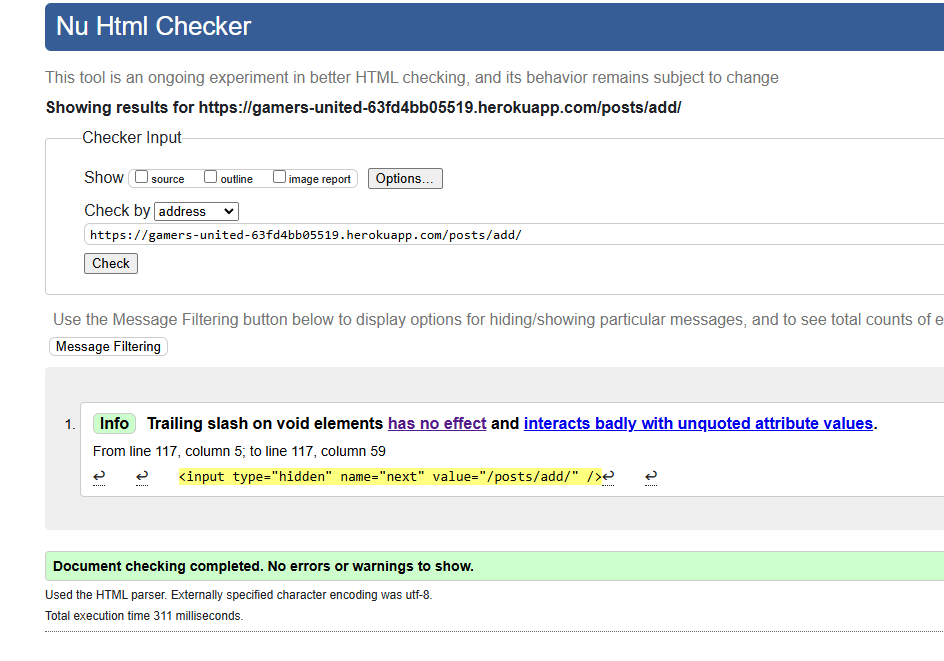 Nu Html Checker
This tool is an ongoing experiment in better HTML checking, and its behavior remains subject to change
Showing results for https://gamers-united-63fd4bb05519.herokuapp.com/posts/add/
Checker Input
Show source outline image report Options...
Check by address
https://gamers-united-63fd4bb05519.herokuapp.com/posts/add/
Check
Use the Message Filtering button below to display options for hiding/showing particular messages, and to see total counts of e
Message Filtering
1. Info Trailing slash on void elements has no effect and interacts badly with unquoted attribute values.
From line 117, column 5; to line 117, column 59
↩ ↩ <input type="hidden" name="next" value="/posts/add/" />↩ ↩
Document checking completed. No errors or warnings to show.
Used the HTML parser. Externally specified character encoding was utf-8.
Total execution time 311 milliseconds.